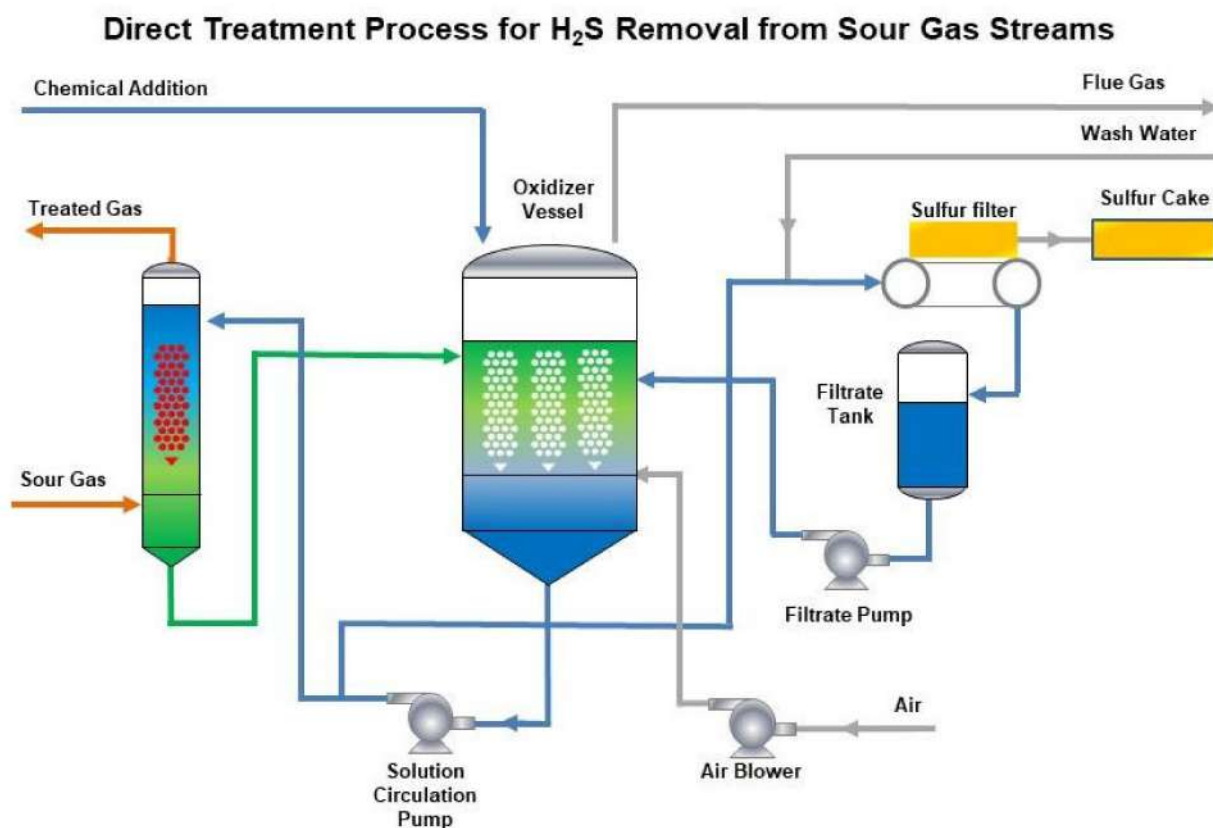 Direct Treatment Process for H₂S Removal from Sour Gas Streams
Chemical Addition
Flue Gas
Wash Water
Oxidizer
Vessel
Treated Gas
Sulfur filter
Sulfur Cake
Filtrate
Tank
Sour Gas
Filtrate Pump
Air
Solution
Circulation
Pump
Air Blower